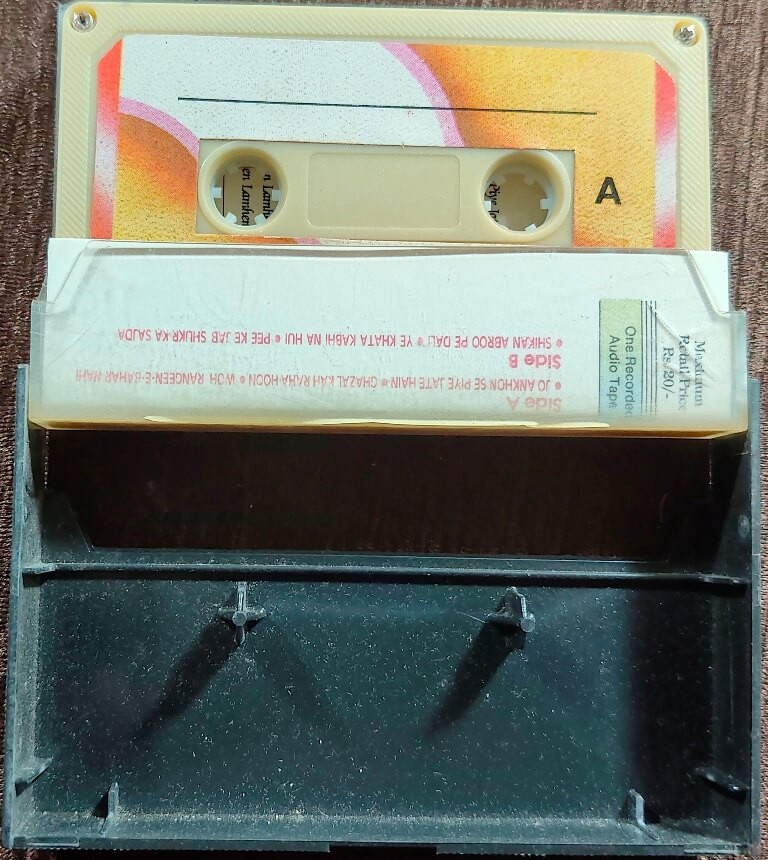 A
Side A
• JO ANKHON SE PIYE JATE HAIN • GHAZAL KAH RAHA HOON • WOH RANGEEN-E-BAHAR NAHI
Side B
• SHIKAN ABROO PE DALI • YE KHATA KABHI NA HUI • PEE KE JAB SHUKR-KA SAJDA
Maximum
Retail Price
Rs. 20/-
One Recorded
Audio Tape